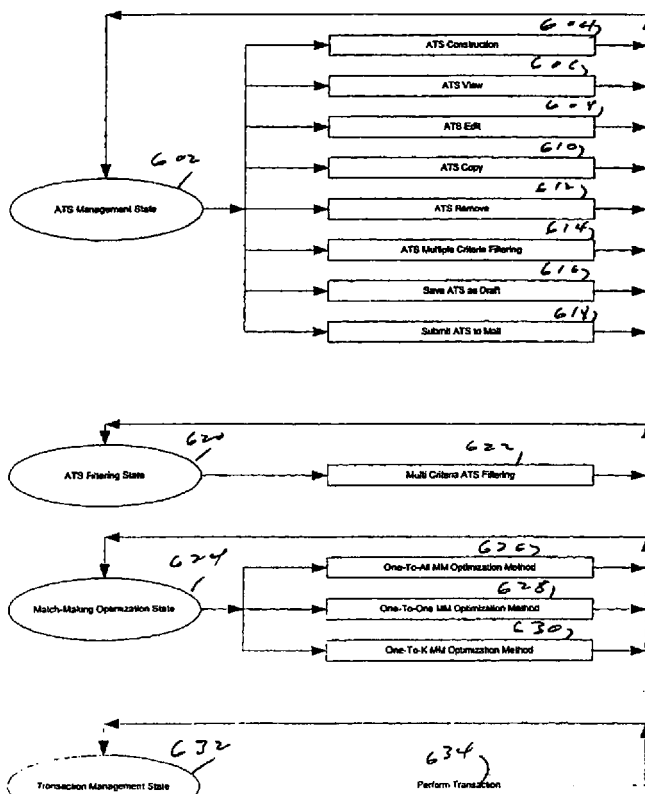 604
ATS Construction
606
ATS View
608
ATS Edit
610
ATS Copy
602
612
ATS Management State
ATS Remove
614
ATS Multiple Criteria Filtering
616
Save ATS as Draft
618
Submit ATS to Mall
620
622
ATS Filtering State
Multi Criteria ATS Filtering
624
626
One-To-All MM Optimization Method
628
Match-Making Optimization State
One-To-One MM Optimization Method
630
One-To-K MM Optimization Method
632
634
Transaction Management State
Perform Transaction